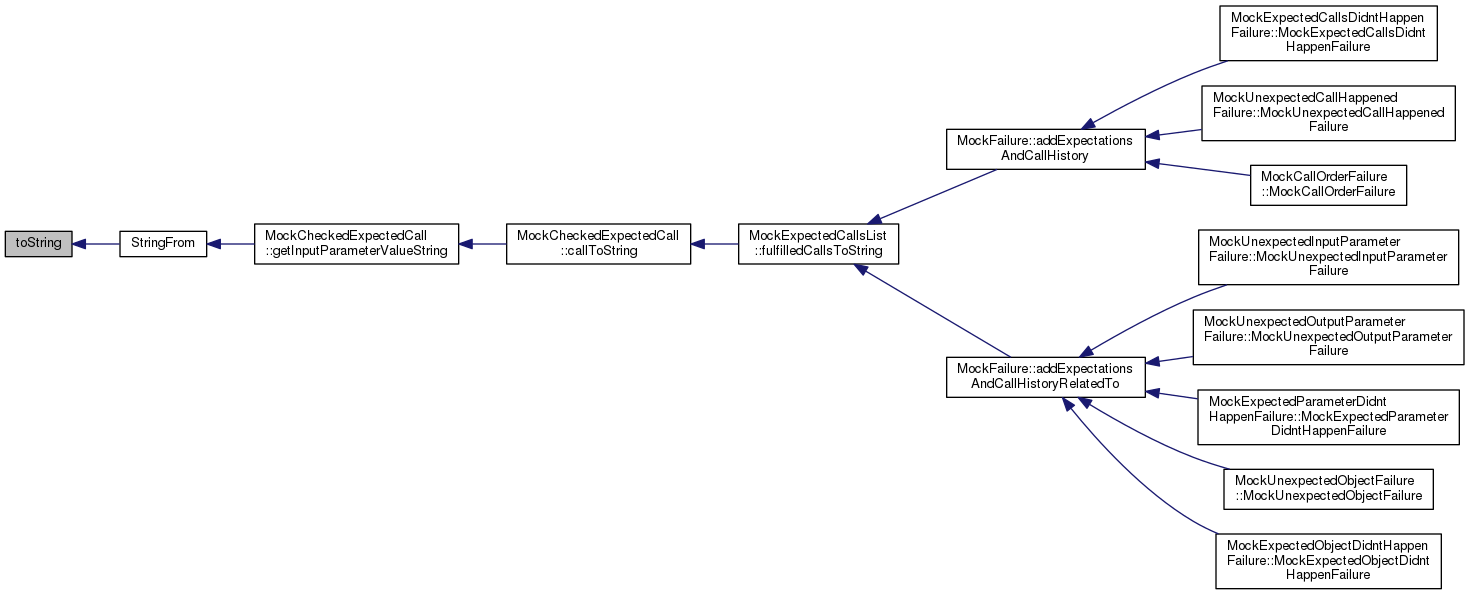 toString
StringFrom
MockCheckedExpectedCall
::getInputParameterValueString
MockCheckedExpectedCall
::callToString
MockExpectedCallsList
::fulfilledCallsToString
MockFailure::addExpectations
AndCallHistory
MockExpectedCallsDidntHappen
Failure::MockExpectedCallsDidnt
HappenFailure
MockUnexpectedCallHappened
Failure::MockUnexpectedCallHappened
Failure
MockCallOrderFailure
::MockCallOrderFailure
MockFailure::addExpectations
AndCallHistoryRelatedTo
MockUnexpectedInputParameter
Failure::MockUnexpectedInputParameter
Failure
MockUnexpectedOutputParameter
Failure::MockUnexpectedOutputParameter
Failure
MockExpectedParameterDidnt
HappenFailure::MockExpectedParameter
DidntHappenFailure
MockUnexpectedObjectFailure
::MockUnexpectedObjectFailure
MockExpectedObjectDidntHappen
Failure::MockExpectedObjectDidnt
HappenFailure